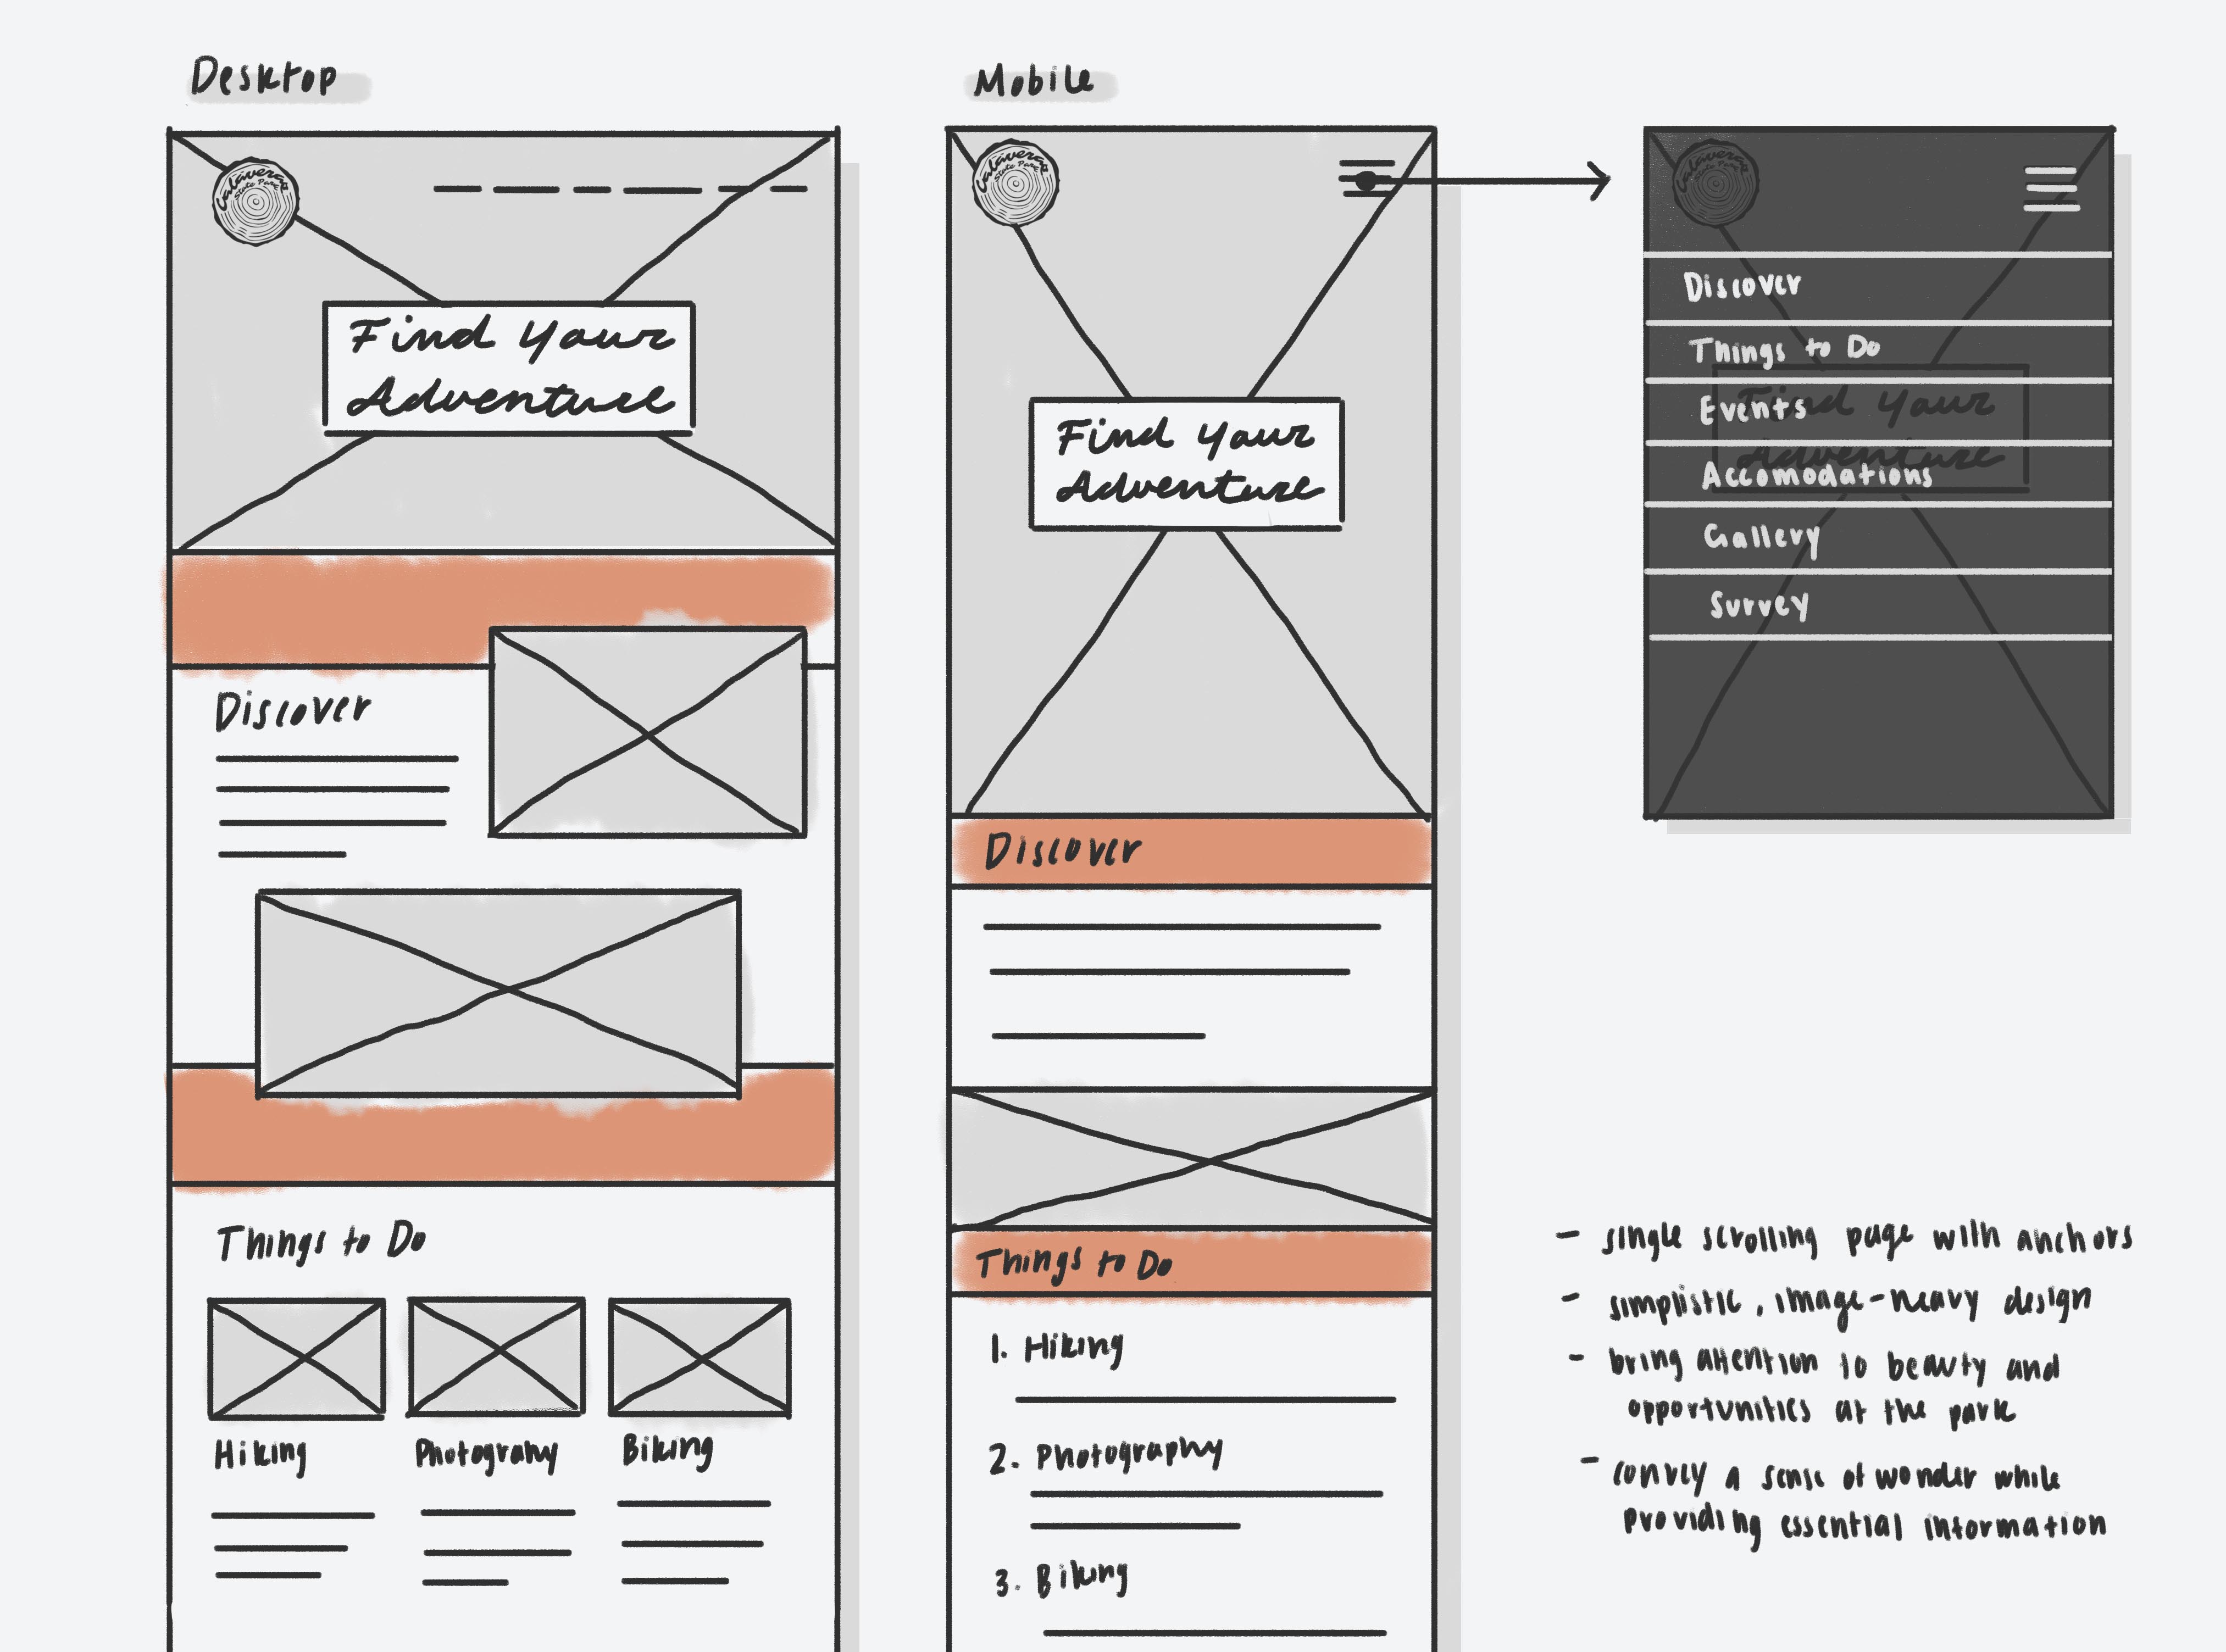 Desktop
Calaveras
State Park
Find Your
Adventure
Discover
Things to Do
Hiking
Photograhy
Biking
Mobile
Calaveras
State Park
Find Your
Adventure
Discover
Things to Do
1. Hiking
2. Photography
3. Biking
Calaveras
State Park
Discover
Things to Do
Find Your
Events
Adventure
Accomodations
Gallery
Survey
- single scrolling page with anchors
- simplistic, image-heavy design
- bring attention to beauty and
opportunities at the park
- convey a sense of wonder while
providing essential information